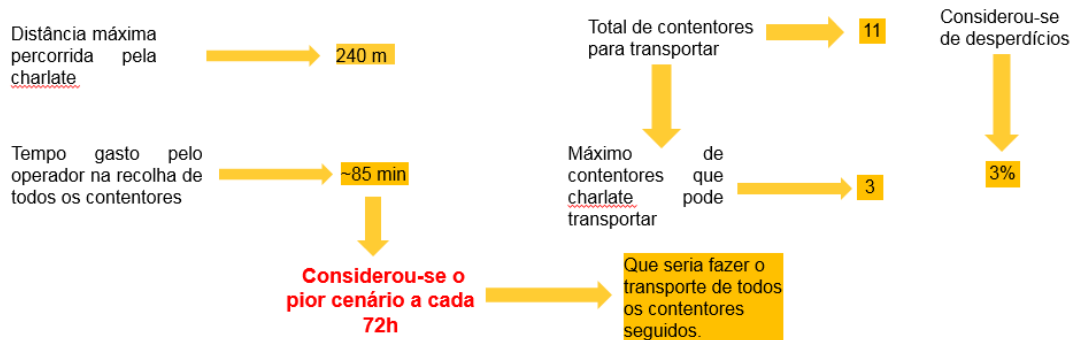 Distância máxima
percorrida pela
charlate
240 m
Total de contentores
para transportar
11
Considerou-se
de desperdícios
Tempo gasto pelo
operador na recolha de
todos os contentores
~85 min
Máximo de
contentores que
charlate pode
transportar
3
3%
Considerou-se o
pior cenário a cada
72h
Que seria fazer o
transporte de todos
os contentores
seguidos.